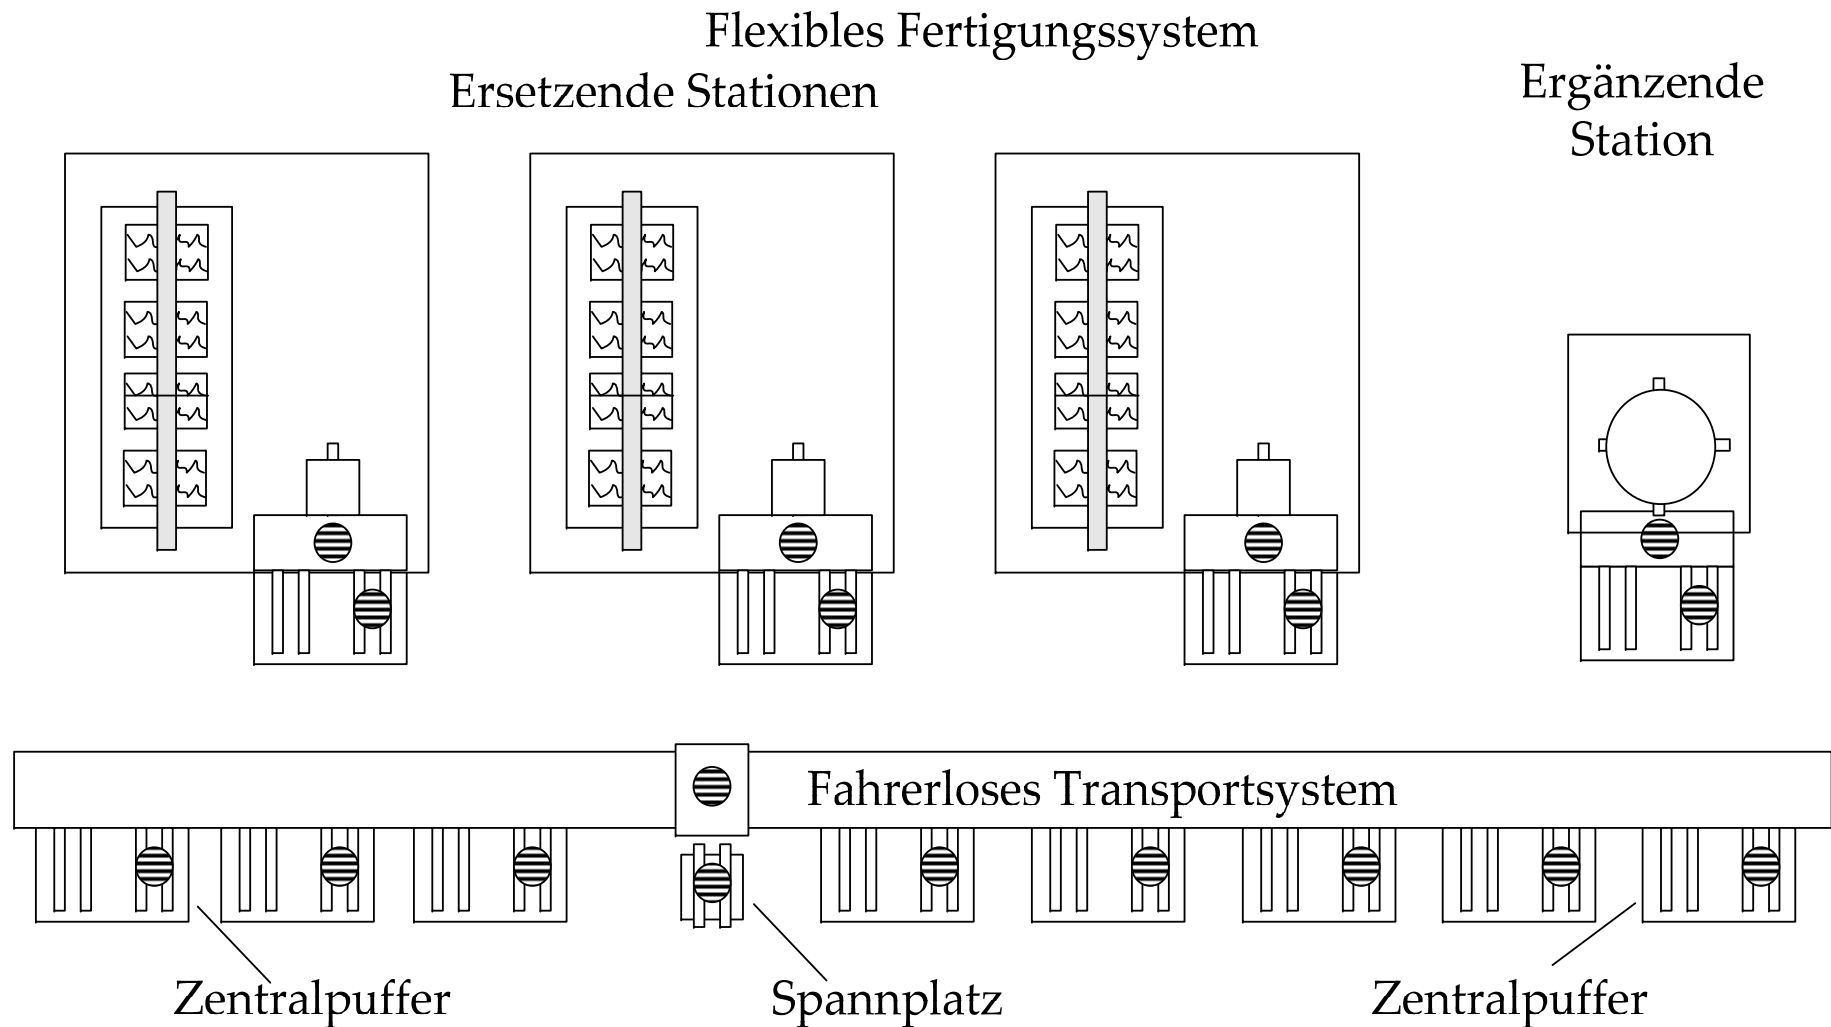 Flexibles Fertigungssystem
Ersetzende Stationen
Ergänzende
Station
Fahrerloses Transportsystem
Zentralpuffer
Spannplatz
Zentralpuffer